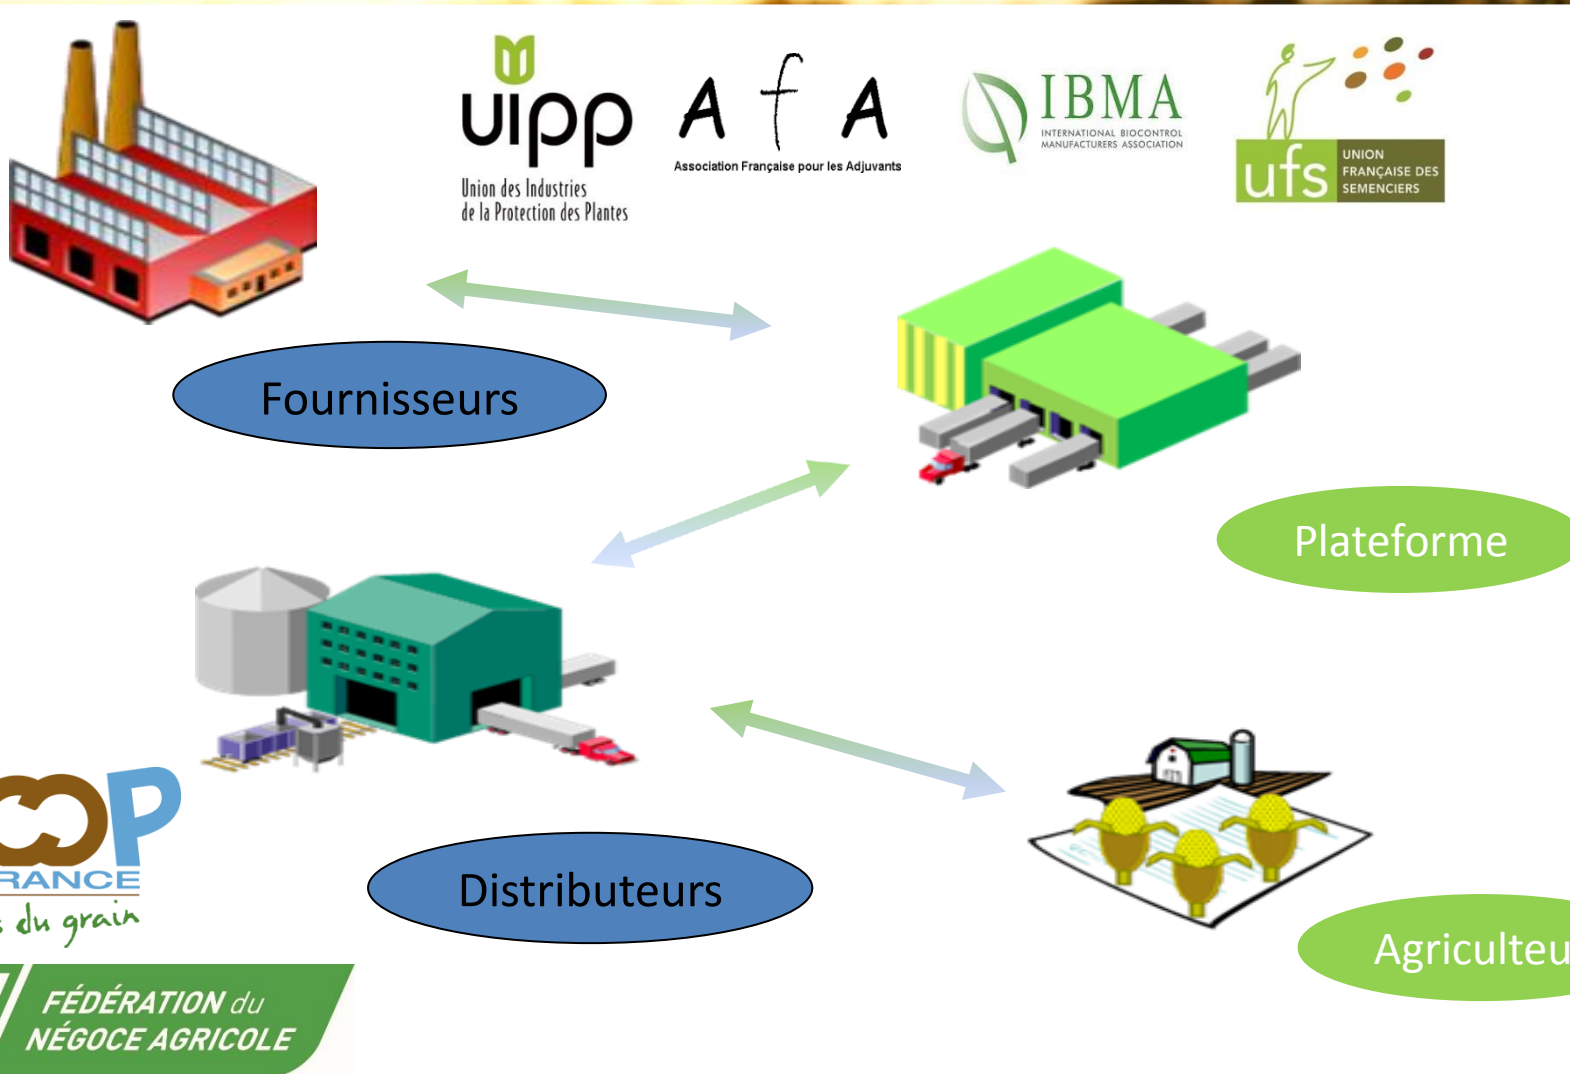 uipp
Union des Industries
de la Protection des Plantes
A f A
Association Française pour les Adjuvants
IBMA
INTERNATIONAL BIOCONTROL
MANUFACTURERS ASSOCIATION
ufs
UNION
FRANÇAISE DES
SEMENCIERS
Fournisseurs
Plateforme
Distributeurs
Agriculteu
OOP
RANCE
s du grain
FÉDÉRATION du
NÉGOCE AGRICOLE